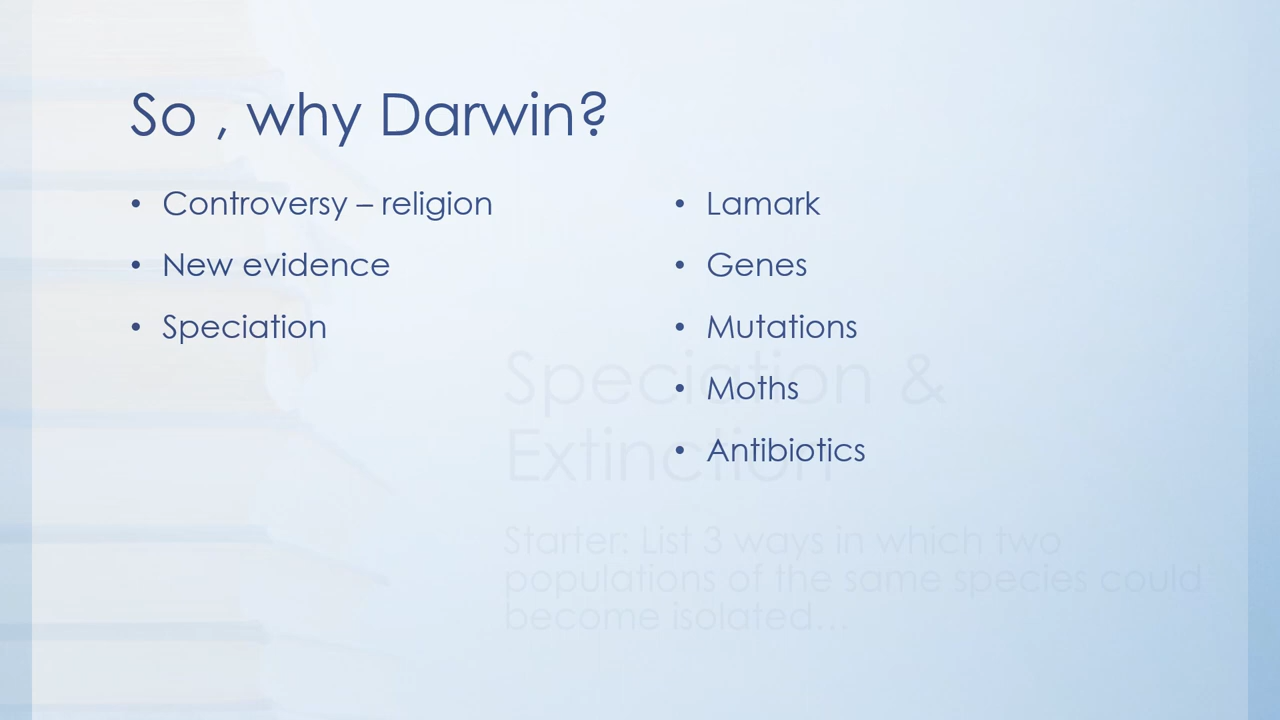 So , why Darwin?
• Controversy – religion
• New evidence
• Speciation
• Lamark
• Genes
• Mutations
• Moths
• Antibiotics
Speciation &
Extinction
Starter: List 3 ways in which two
populations of the same species could
become isolated...